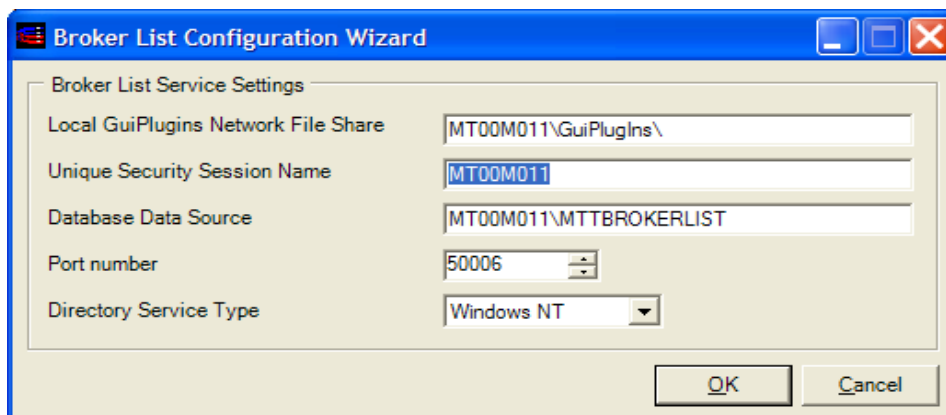 Broker List Configuration Wizard
Broker List Service Settings
Local GuiPlugins Network File Share MT00M011\GuiPlugIns\
Unique Security Session Name MT00M011
Database Data Source MT00M011\MTTBROKERLIST
Port number 50006
Directory Service Type Windows NT
OK Cancel